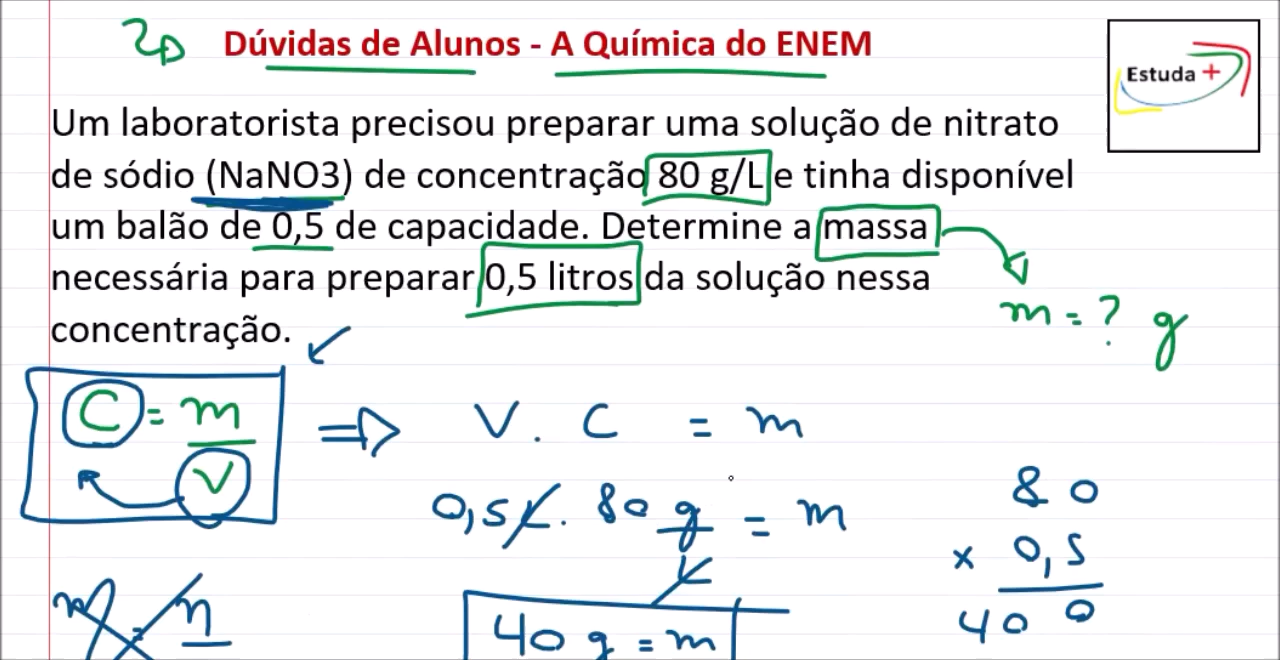 Dúvidas de Alunos - A Química do ENEM
Estuda +
Um laboratorista precisou preparar uma solução de nitrato
de sódio (NaNO3) de concentração 80 g/L e tinha disponível
um balão de 0,5 de capacidade. Determine a massa
necessária para preparar 0,5 litros da solução nessa
concentração.
m = ? g
C = m
V
V . C = m
0,5 L . 80 g = m
L
40 g = m
80
x 0,5
400